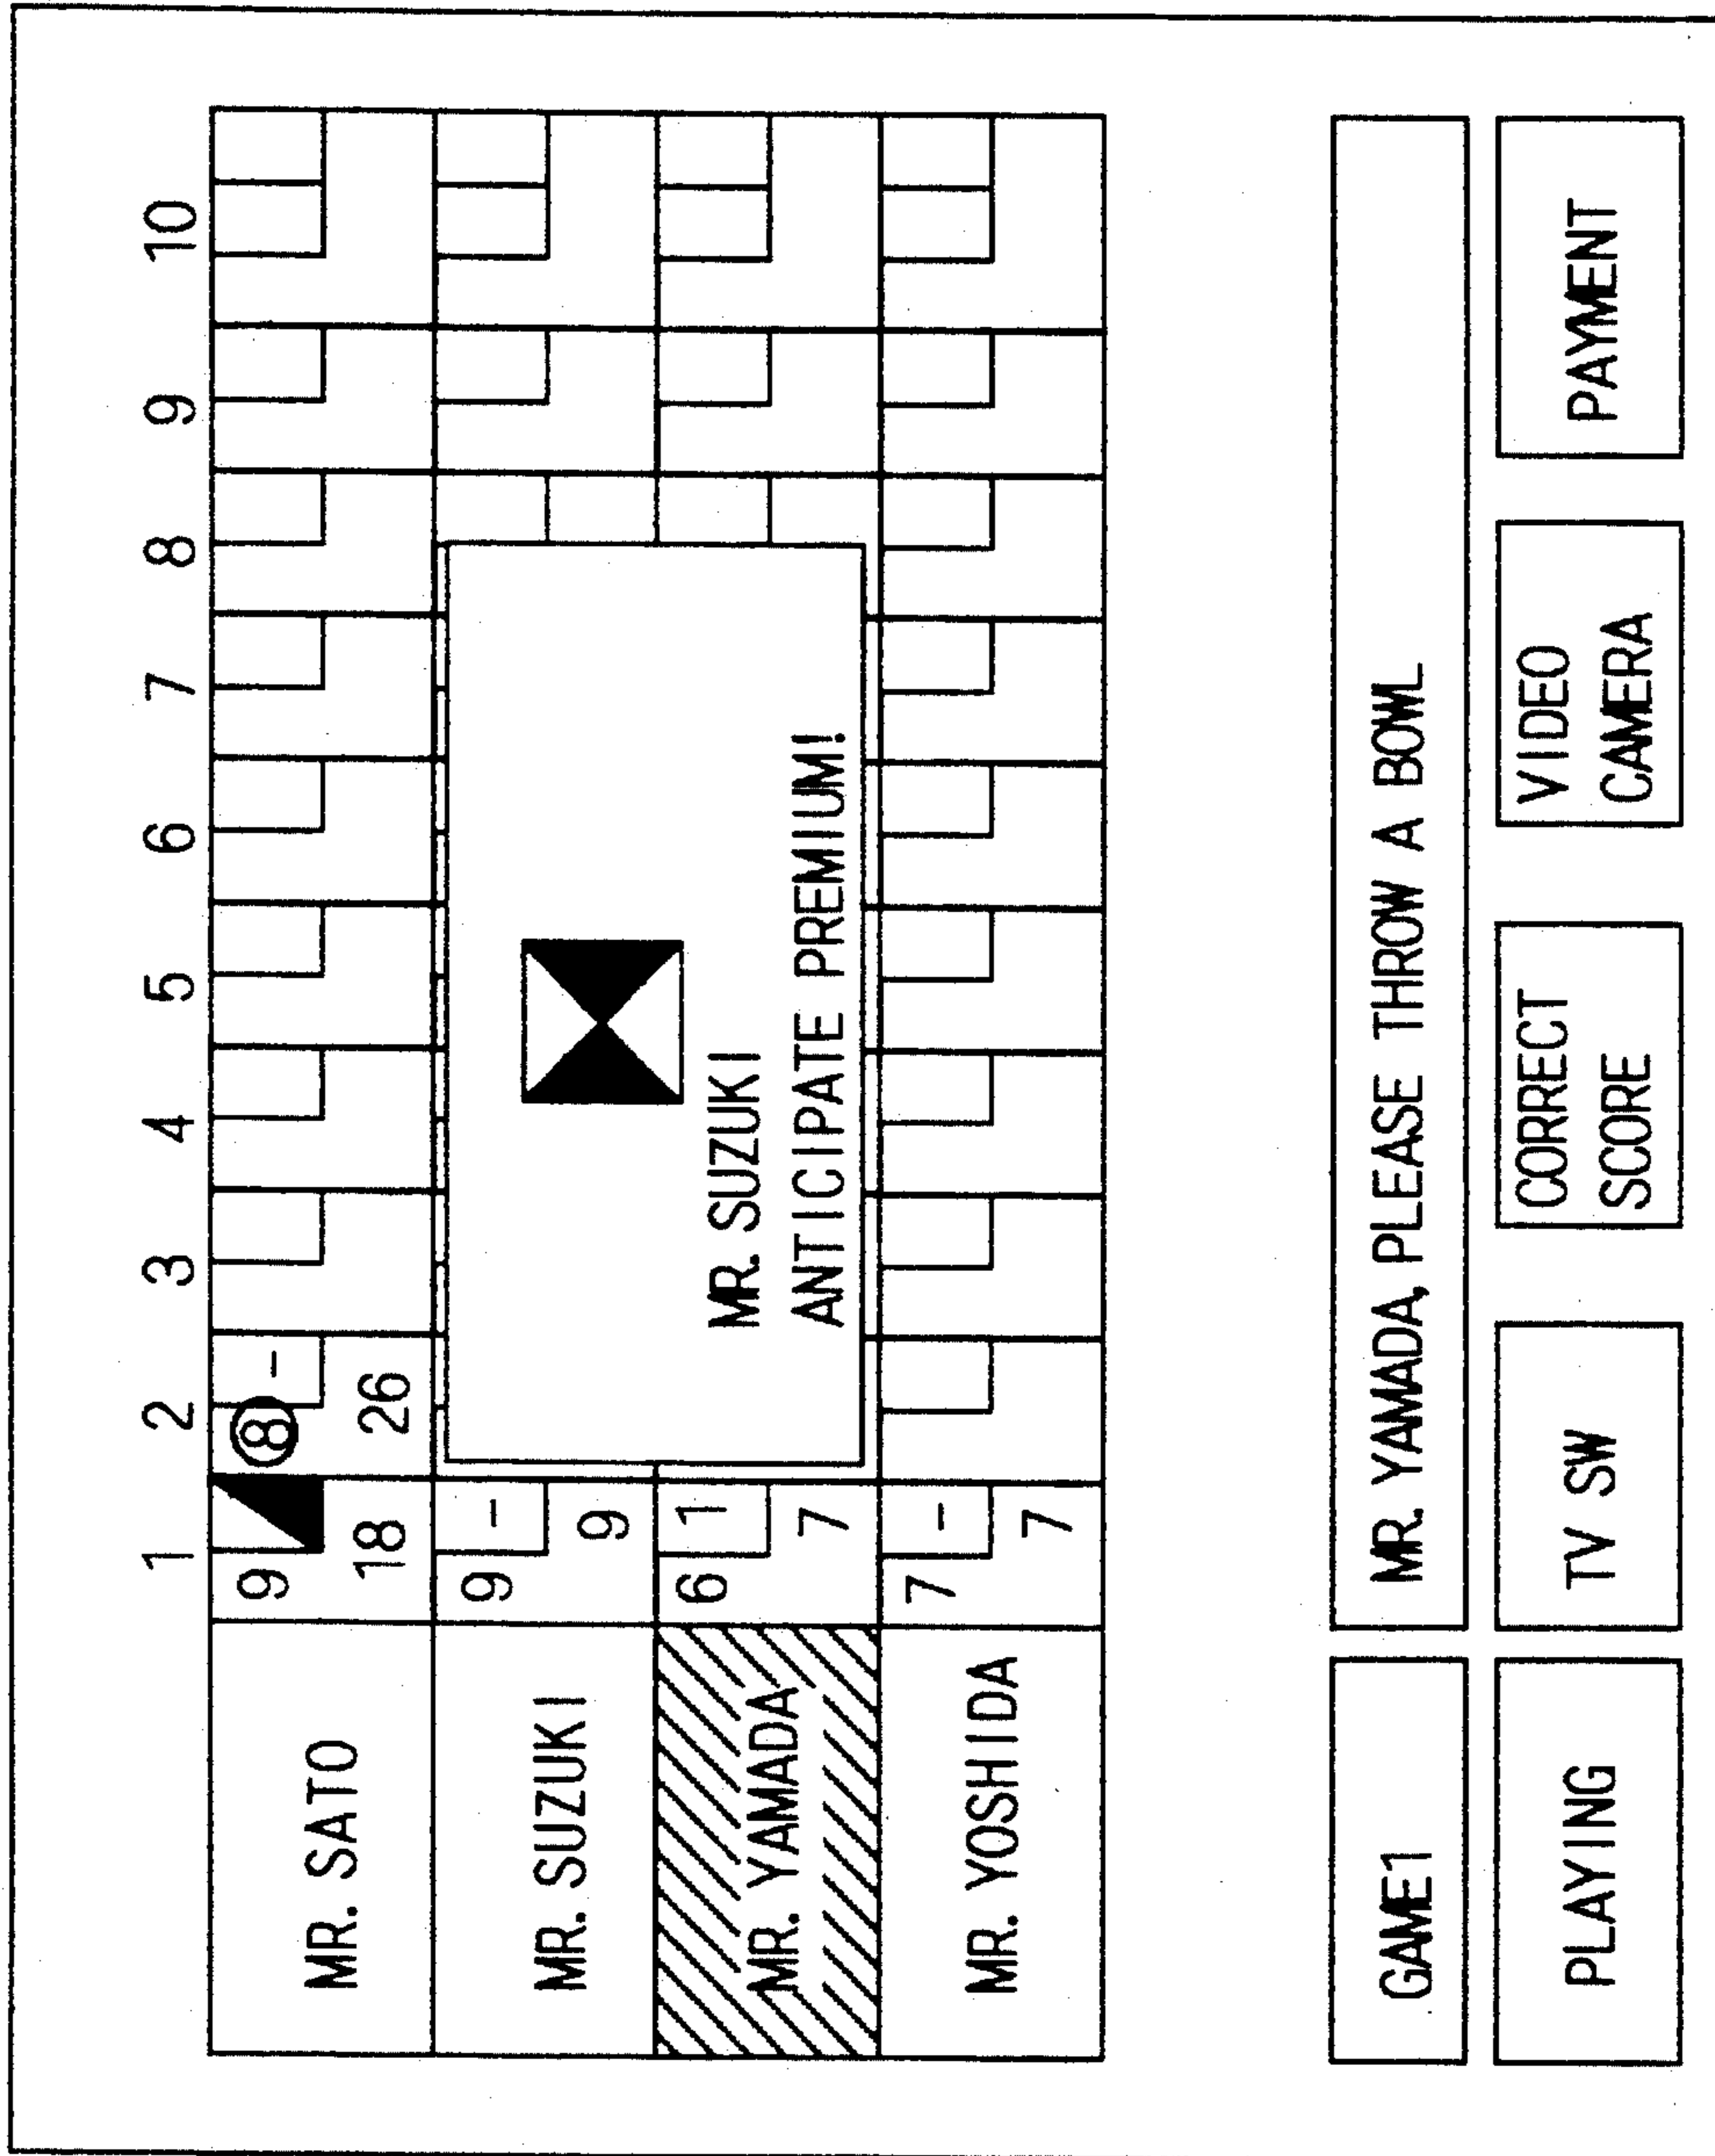 1 2 3 4 5 6 7 8 9 10
MR. SATO 9 8 -
18 26
MR. SUZUKI 9 -
9
MR. YAMADA 6 1
7
MR. YOSHIDA 7 -
7
MR. SUZUKI
ANTICIPATE PREMIUM!
GAME1 MR. YAMADA, PLEASE THROW A BOWL
PLAYING
TV SW
CORRECT
SCORE
VIDEO
CAMERA
PAYMENT